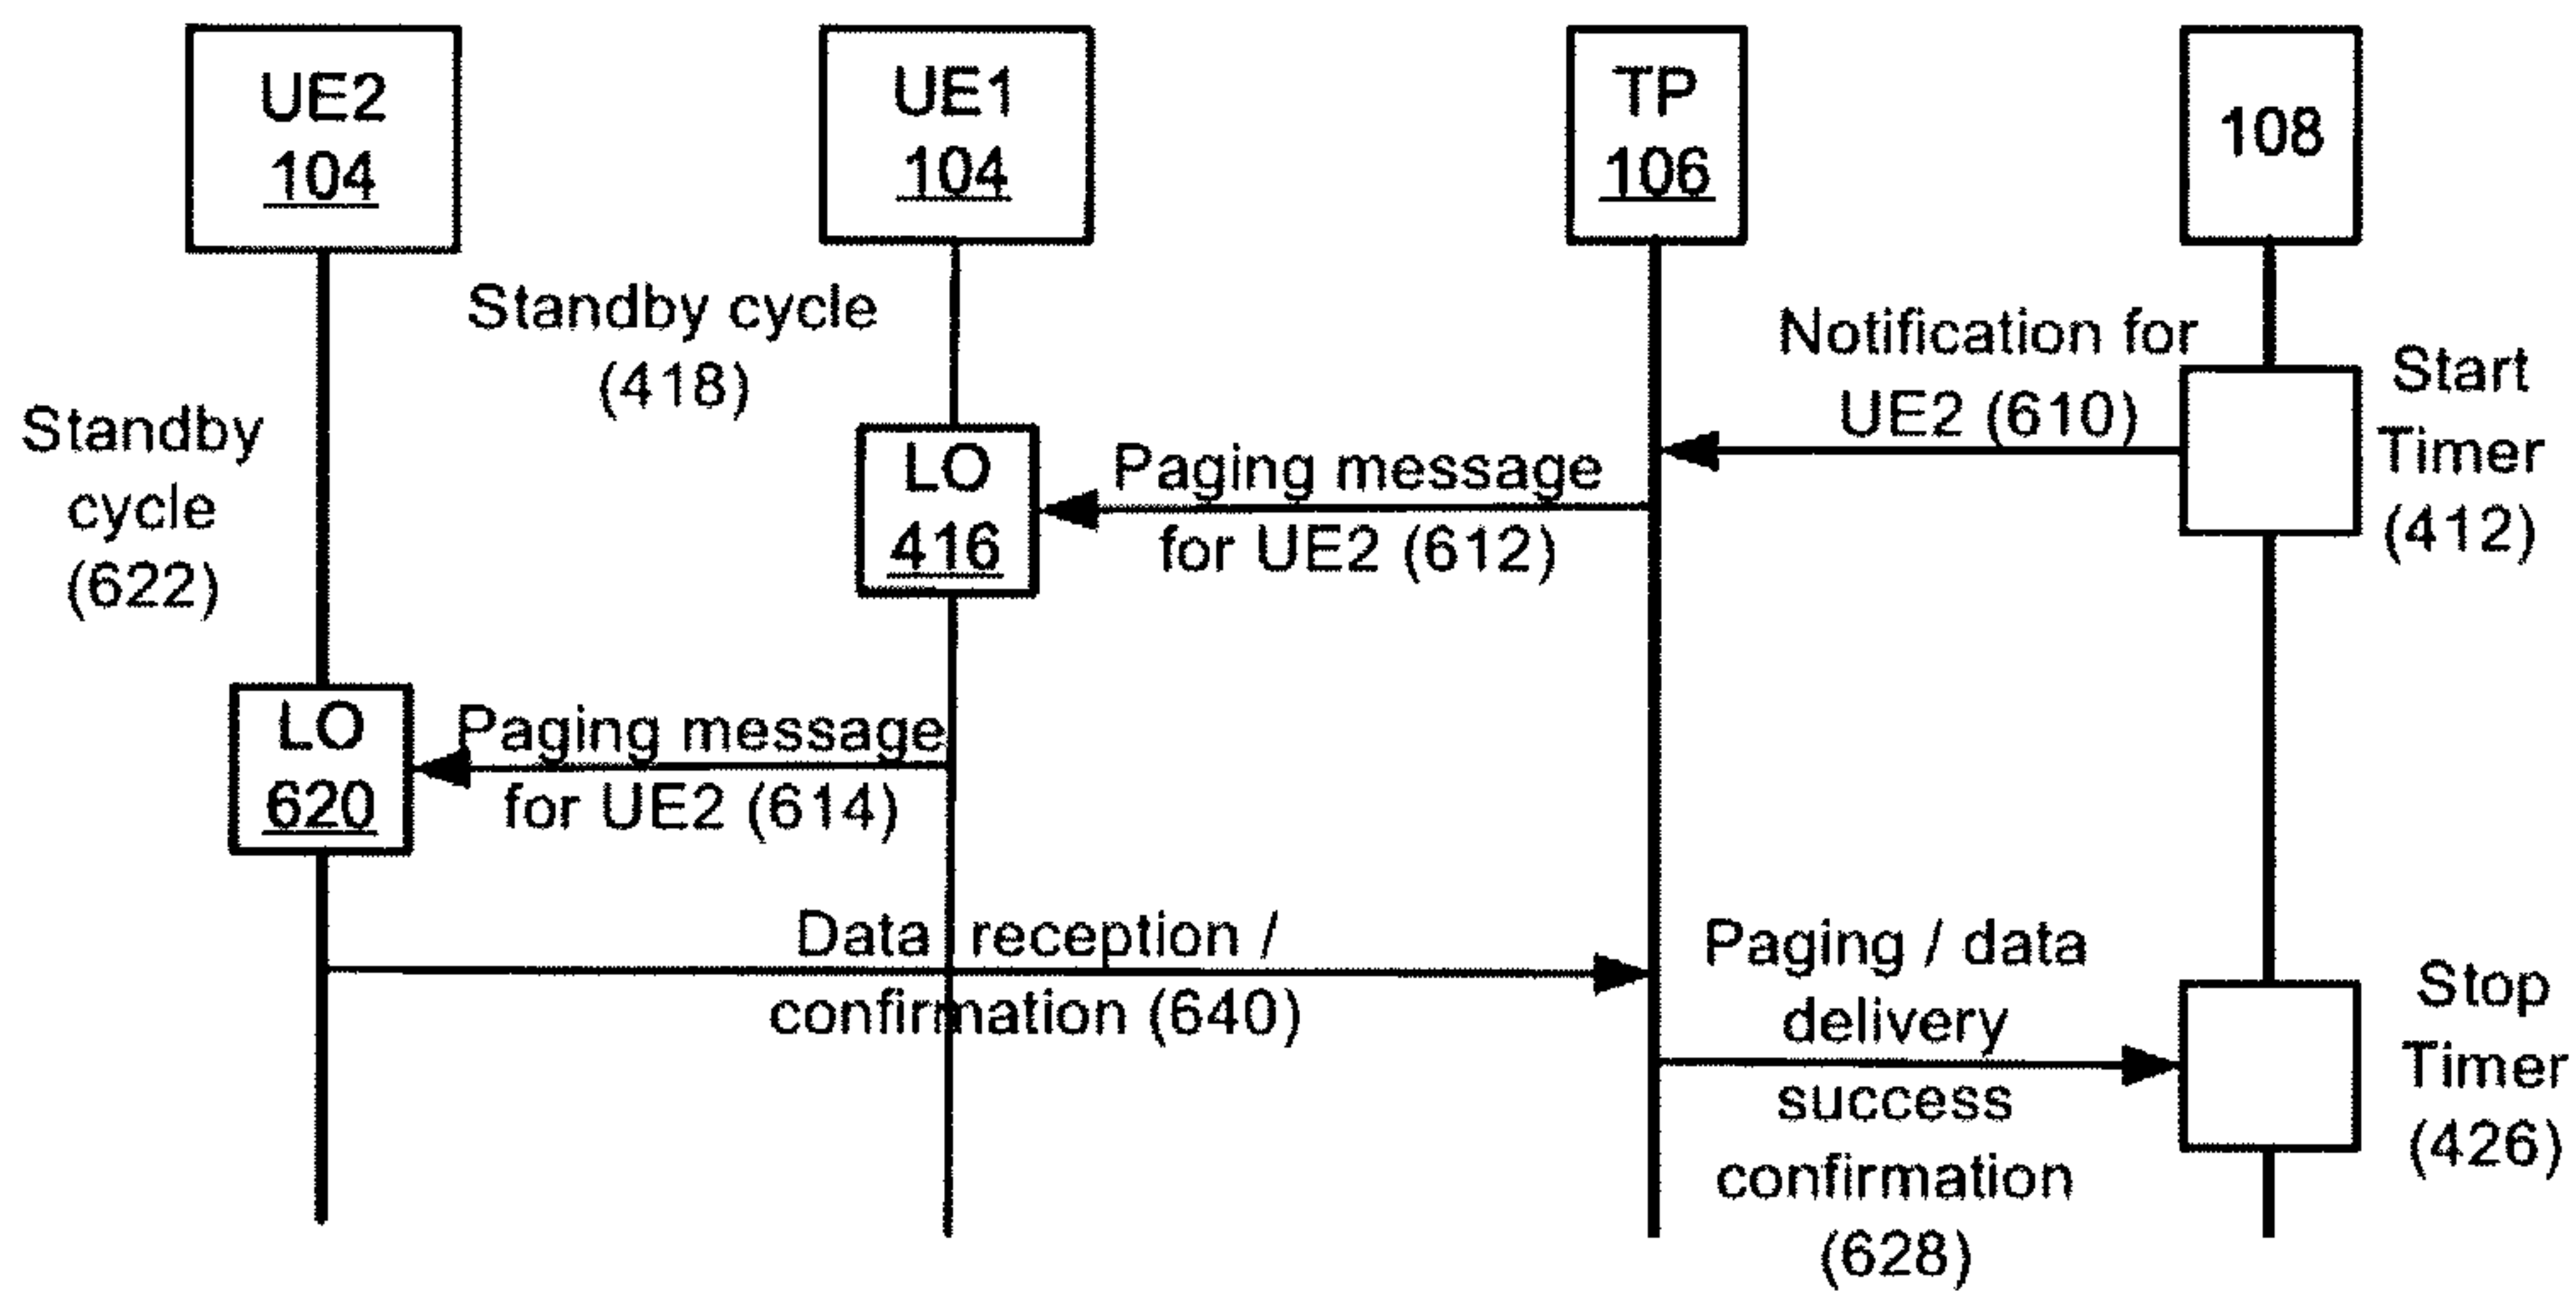 UE2
104
UE1
104
TP
106
108
Standby cycle
(418)
Notification for
UE2 (610)
Start
Timer
(412)
Standby
cycle
(622)
LO
416
Paging message
for UE2 (612)
LO
620
Paging message
for UE2 (614)
Data reception /
confirmation (640)
Paging / data
delivery
success
confirmation
(628)
Stop
Timer
(426)